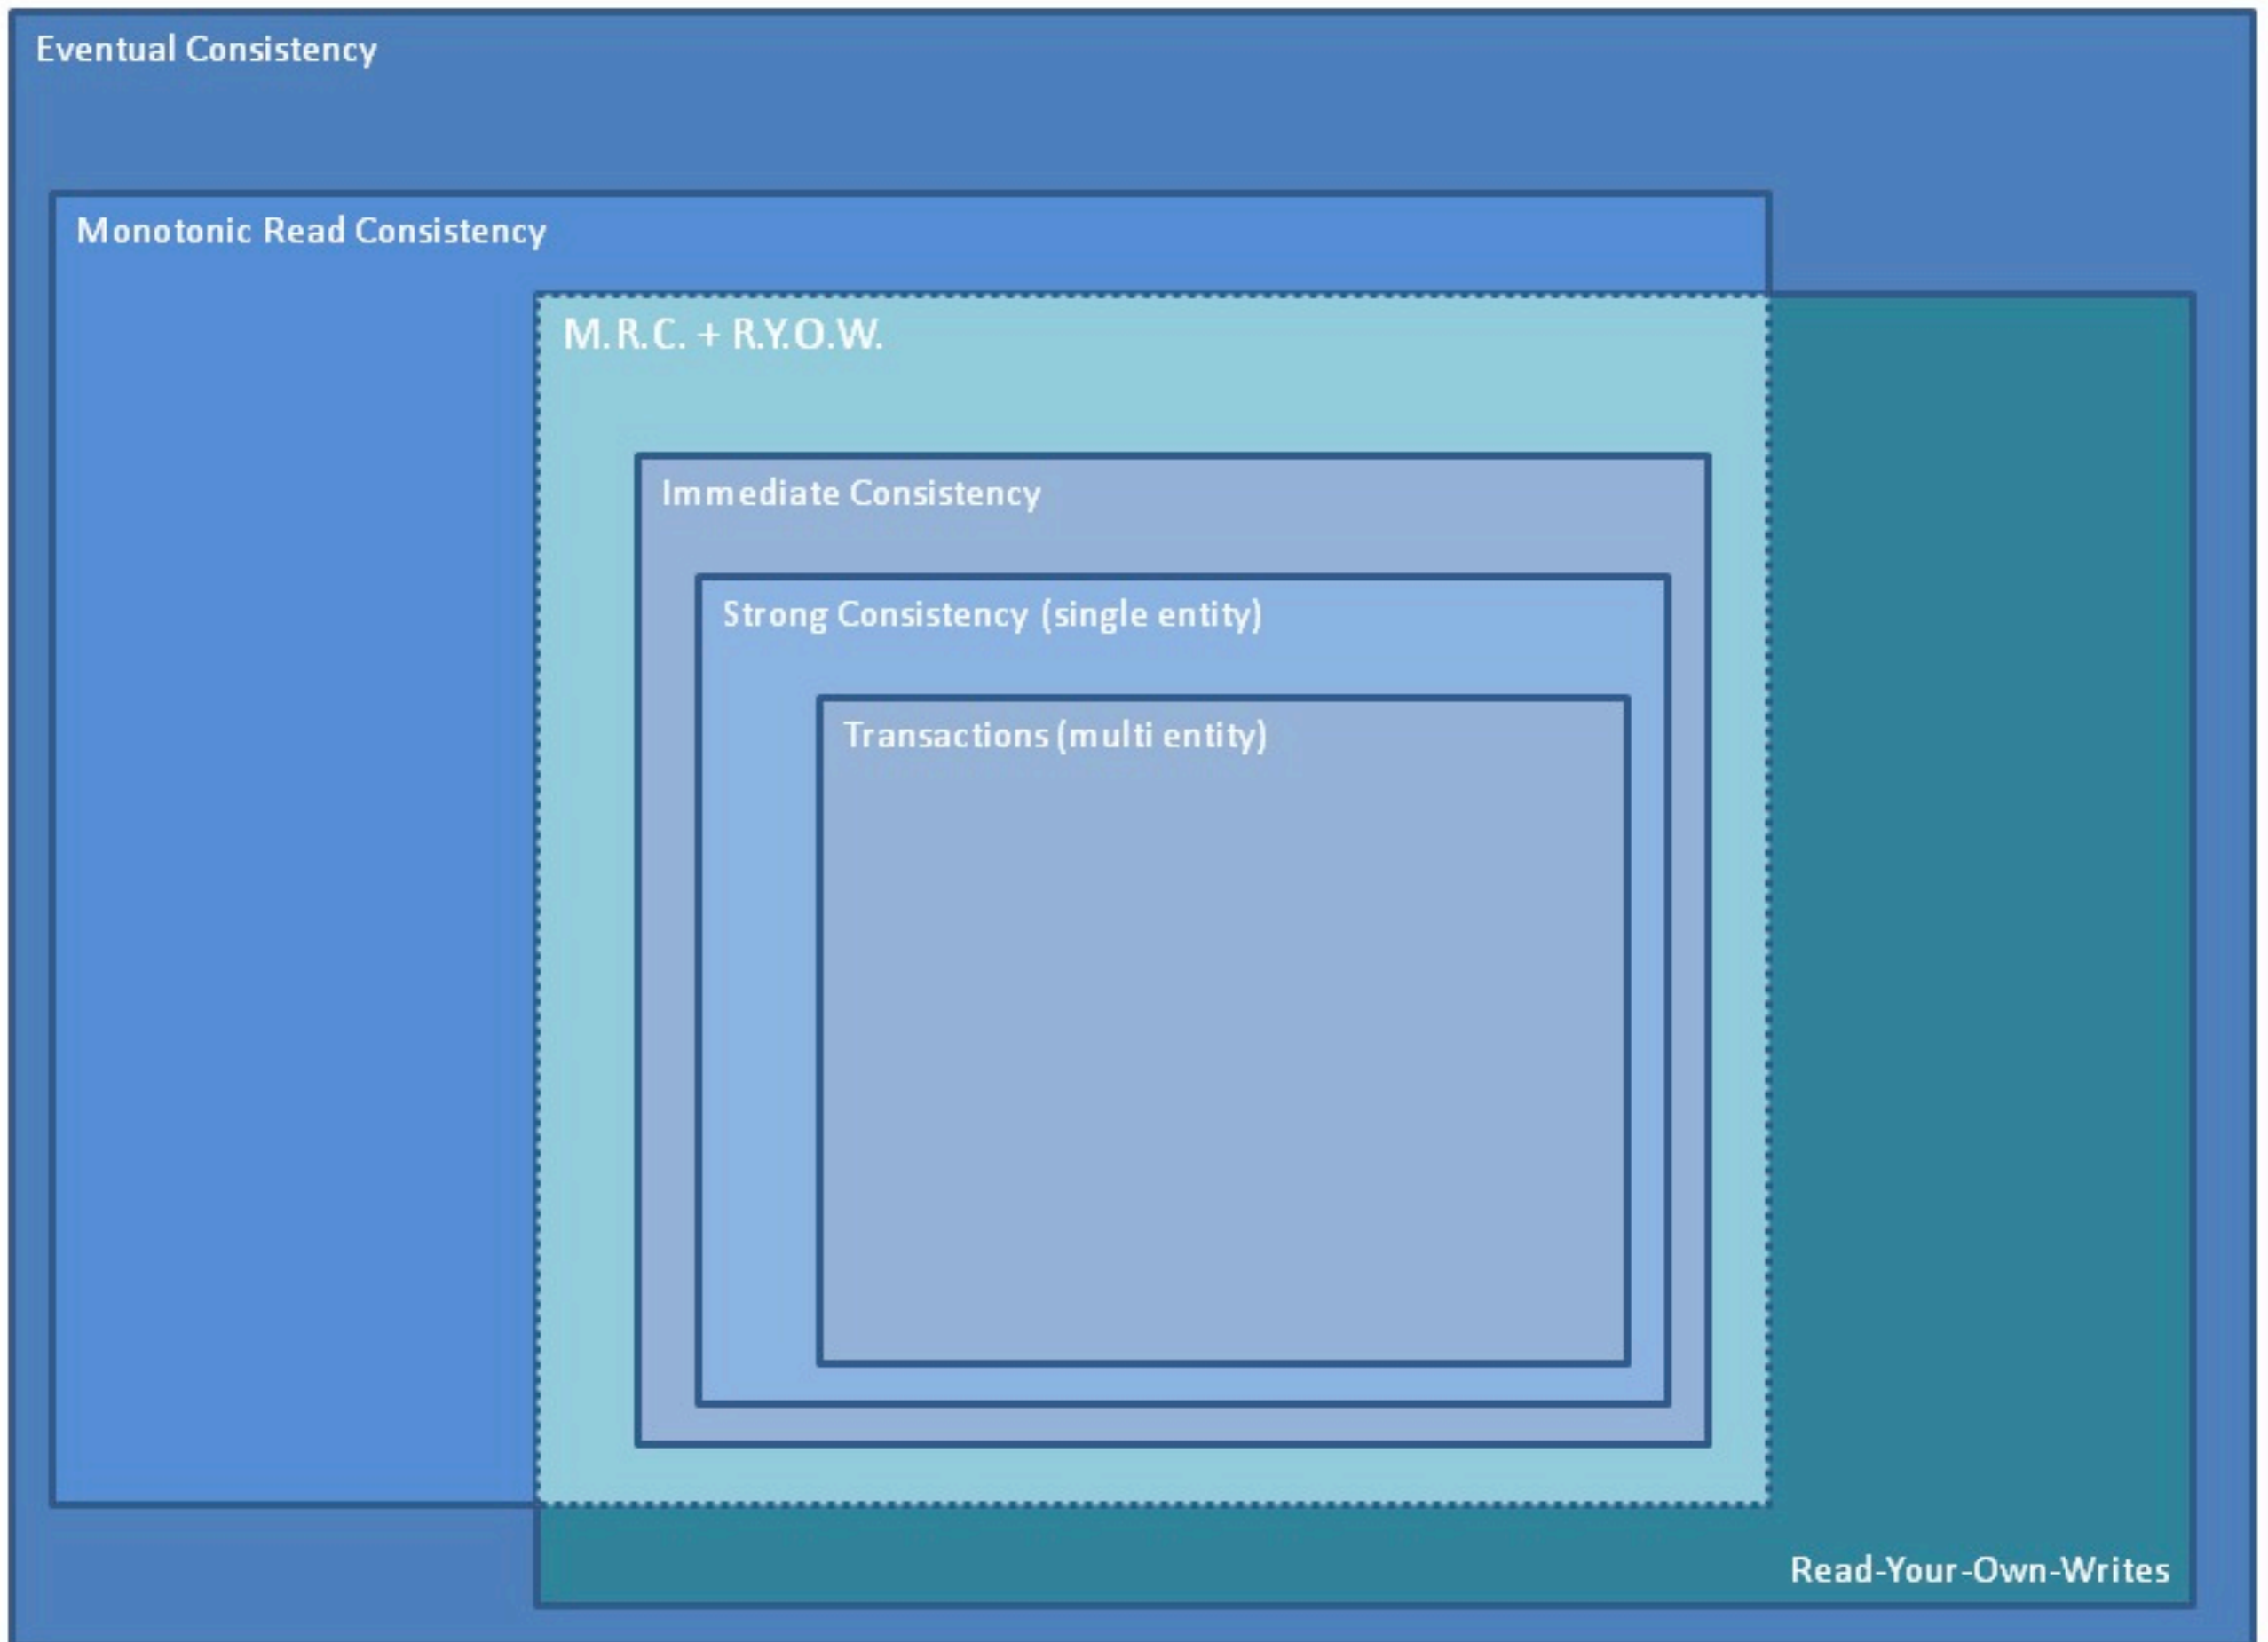 Eventual Consistency
Monotonic Read Consistency
M.R.C. + R.Y.O.W.
Immediate Consistency
Strong Consistency (single entity)
Transactions (multi entity)
Read-Your-Own-Writes